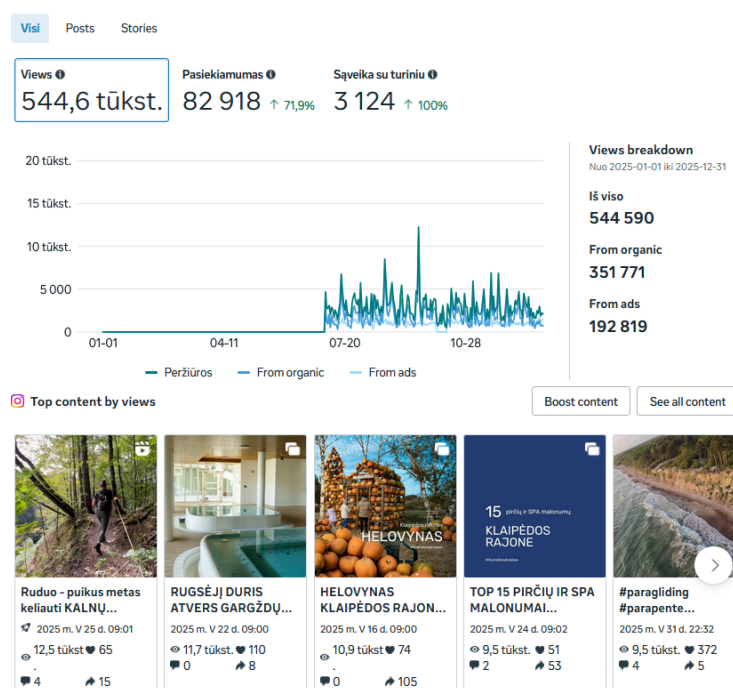 Visi Posts Stories
Views Pasiekiamumas Sąveika su turiniu
544,6 tūkst. 82 918 ↑ 71,9% 3 124 ↑ 100%
20 tūkst.
15 tūkst.
10 tūkst.
5 000
0
01-01 04-11 07-20 10-28
Peržiūros From organic From ads
Views breakdown
Nuo 2025-01-01 iki 2025-12-31
Iš viso
544 590
From organic
351 771
From ads
192 819
Top content by views
Boost content See all content
Klaipėdos rajono
HELOVYNAS
15 pirčių ir SPA malonumų
KLAIPĖDOS
RAJONE
Ruduo - puikus metas
keliauti KALNŲ...
2025 m. V 25 d. 09:01
12,5 tūkst. 65
4 15
RUGSĖJĮ DURIS
ATVERS GARGŽDŲ...
2025 m. V 22 d. 09:00
11,7 tūkst. 110
0 8
HELOVYNAS
KLAIPĖDOS RAJON...
2025 m. V 16 d. 09:00
10,9 tūkst. 74
0 105
TOP 15 PIRČIŲ IR SPA
MALONUMAI...
2025 m. V 24 d. 09:02
9,5 tūkst. 51
2 53
#paragliding
#parapente...
2025 m. V 31 d. 22:32
9,5 tūkst. 372
4 5